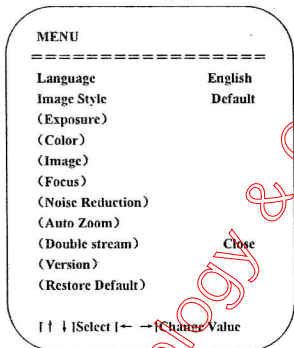 MENU
====================
Language English
Image Style Default
(Exposure)
(Color)
(Image)
(Focus)
(Noise Reduction)
(Auto Zoom)
(Double stream) Close
(Version)
(Restore Default)
[↑ ↓]Select [← →]Change Value
ology &